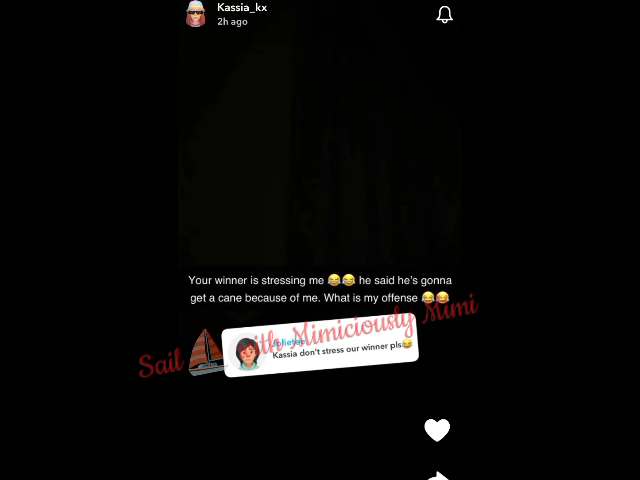 Kassia_kx
2h ago
Your winner is stressing me 😂😂 he said he's gonna
get a cane because of me. What is my offense 😂😂
Sail with Mimiciously Mimi
Kassia don't stress our winner pls😂